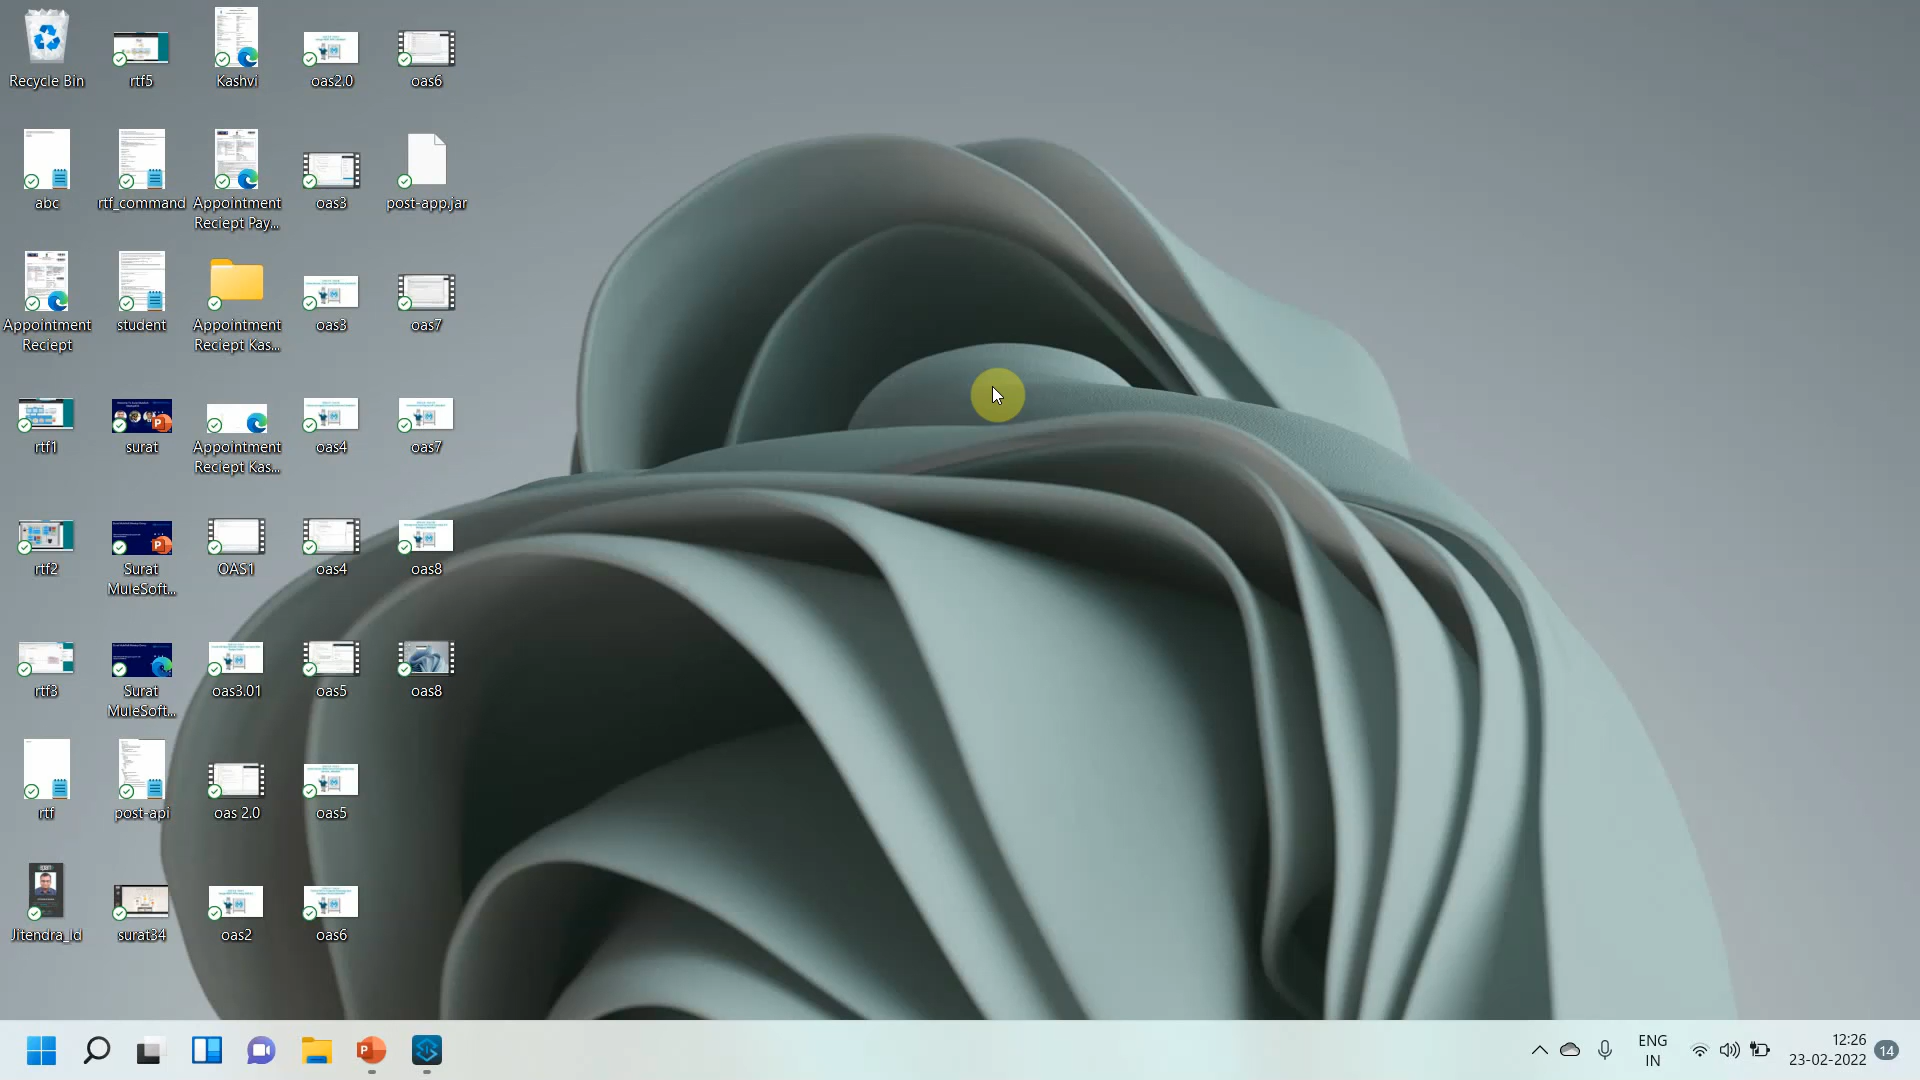 Recycle Bin
rtf5
Kashvi
oas2.0
oas6
abc
rtf_command
Appointment
Reciept Pay...
oas3
post-app.jar
Appointment
Reciept
student
Appointment
Reciept Kas...
oas3
oas7
rtf1
surat
Appointment
Reciept Kas...
oas4
oas7
rtf2
Surat
MuleSoft...
OAS1
oas4
oas8
rtf3
Surat
MuleSoft...
oas3.01
oas5
oas8
rtf
post-api
oas 2.0
oas5
Jitendra_Id
surat34
oas2
oas6
ENG
IN
12:26
23-02-2022
14